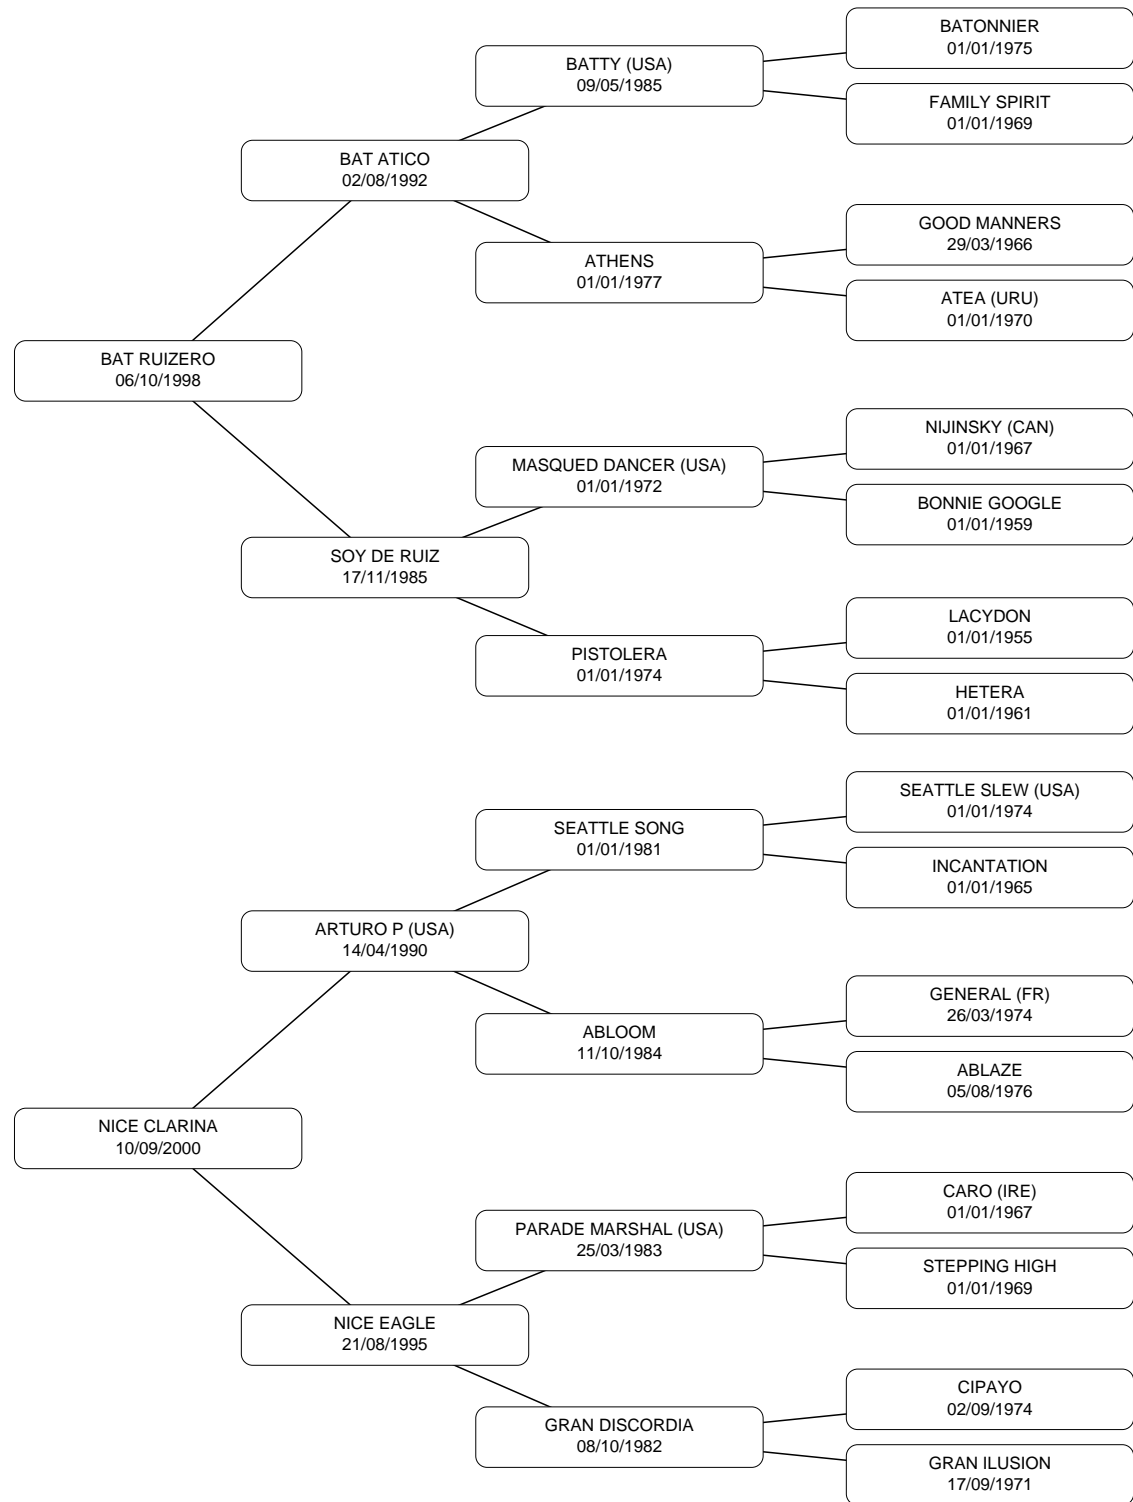 BATONNIER
01/01/1975
BATTY (USA)
09/05/1985
FAMILY SPIRIT
01/01/1969
BAT ATICO
02/08/1992
GOOD MANNERS
29/03/1966
ATHENS
01/01/1977
ATEA (URU)
01/01/1970
BAT RUIZERO
06/10/1998
NIJINSKY (CAN)
01/01/1967
MASQUED DANCER (USA)
01/01/1972
BONNIE GOOGLE
01/01/1959
SOY DE RUIZ
17/11/1985
LACYDON
01/01/1955
PISTOLERA
01/01/1974
HETERA
01/01/1961
SEATTLE SLEW (USA)
01/01/1974
SEATTLE SONG
01/01/1981
INCANTATION
01/01/1965
ARTURO P (USA)
14/04/1990
GENERAL (FR)
26/03/1974
ABLOOM
11/10/1984
ABLAZE
05/08/1976
NICE CLARINA
10/09/2000
CARO (IRE)
01/01/1967
PARADE MARSHAL (USA)
25/03/1983
STEPPING HIGH
01/01/1969
NICE EAGLE
21/08/1995
CIPAYO
02/09/1974
GRAN DISCORDIA
08/10/1982
GRAN ILUSION
17/09/1971